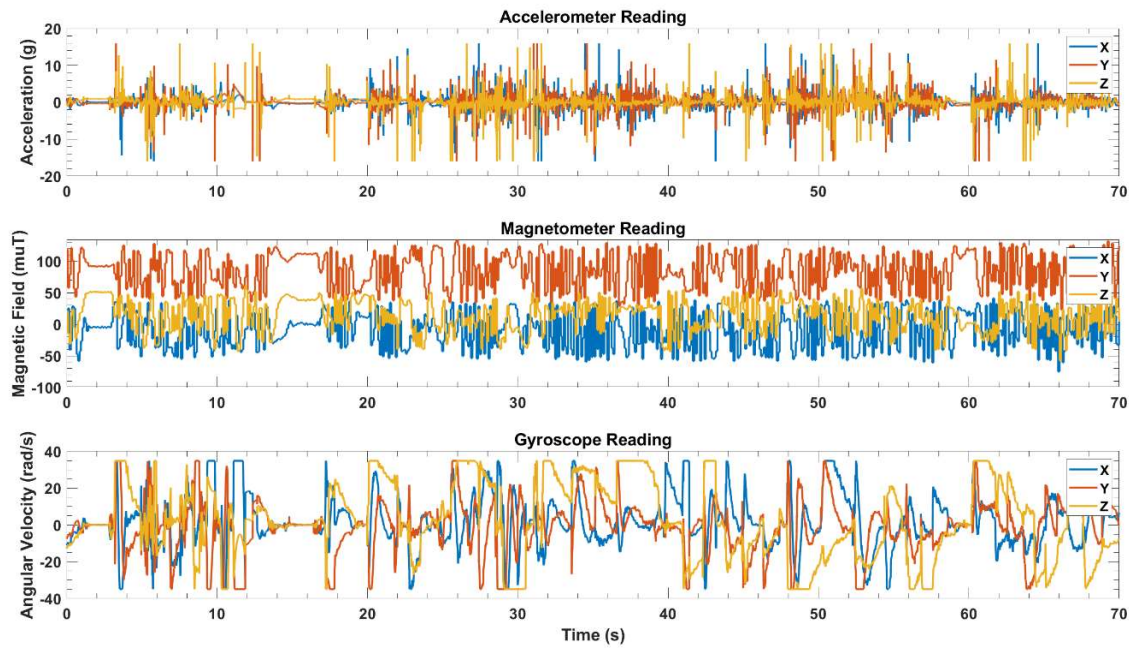 Accelerometer Reading
Acceleration (g)
20
10
0
-10
-20
X
Y
Z
0 10 20 30 40 50 60 70
Magnetometer Reading
Magnetic Field (muT)
100
50
0
-50
-100
X
Y
Z
0 10 20 30 40 50 60 70
Gyroscope Reading
Angular Velocity (rad/s)
40
20
0
-20
-40
X
Y
Z
0 10 20 30 40 50 60 70
Time (s)